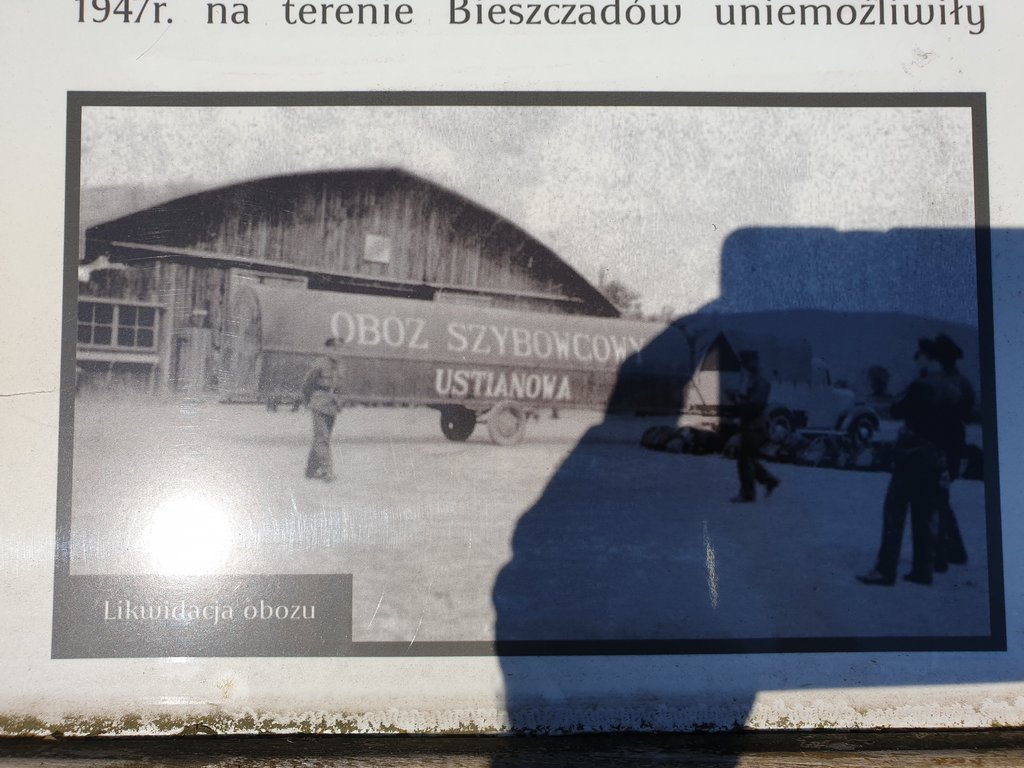 1947r. na terenie Bieszczadów uniemożliwiły
OBOZ SZYBOWCOWY
USTIANOWA
Likwidacja obozu